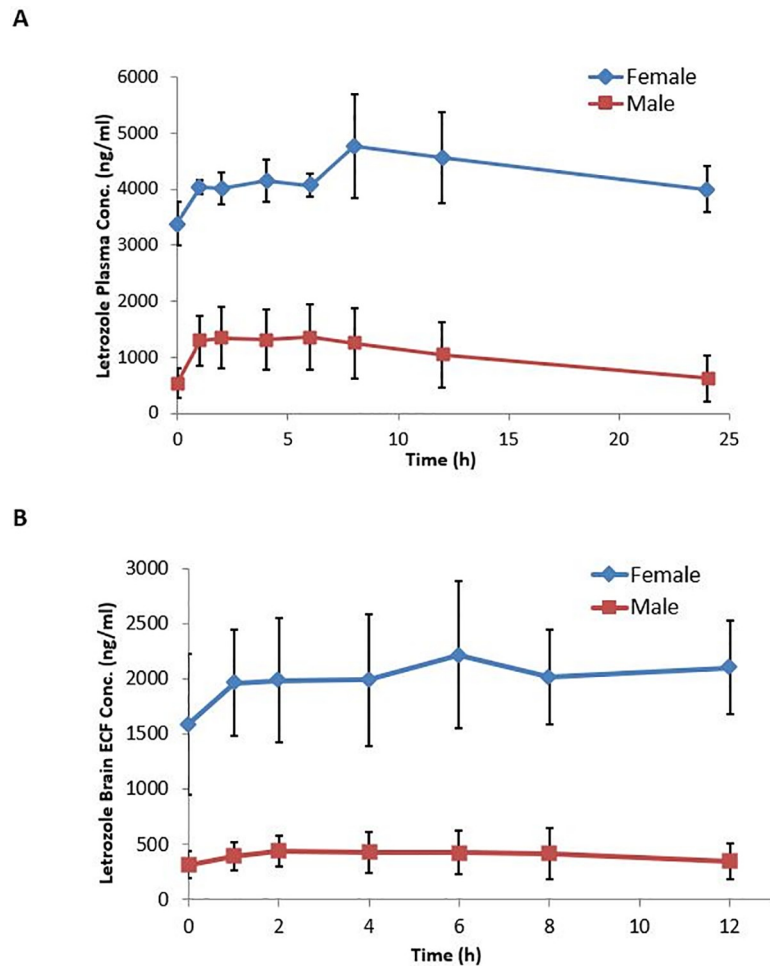 A
Letrozole Plasma Conc. (ng/ml)
6000
5000
4000
3000
2000
1000
0
0 5 10 15 20 25
Time (h)
Female
Male
B
Letrozole Brain ECF Conc. (ng/ml)
3000
2500
2000
1500
1000
500
0
0 2 4 6 8 10 12
Time (h)
Female
Male